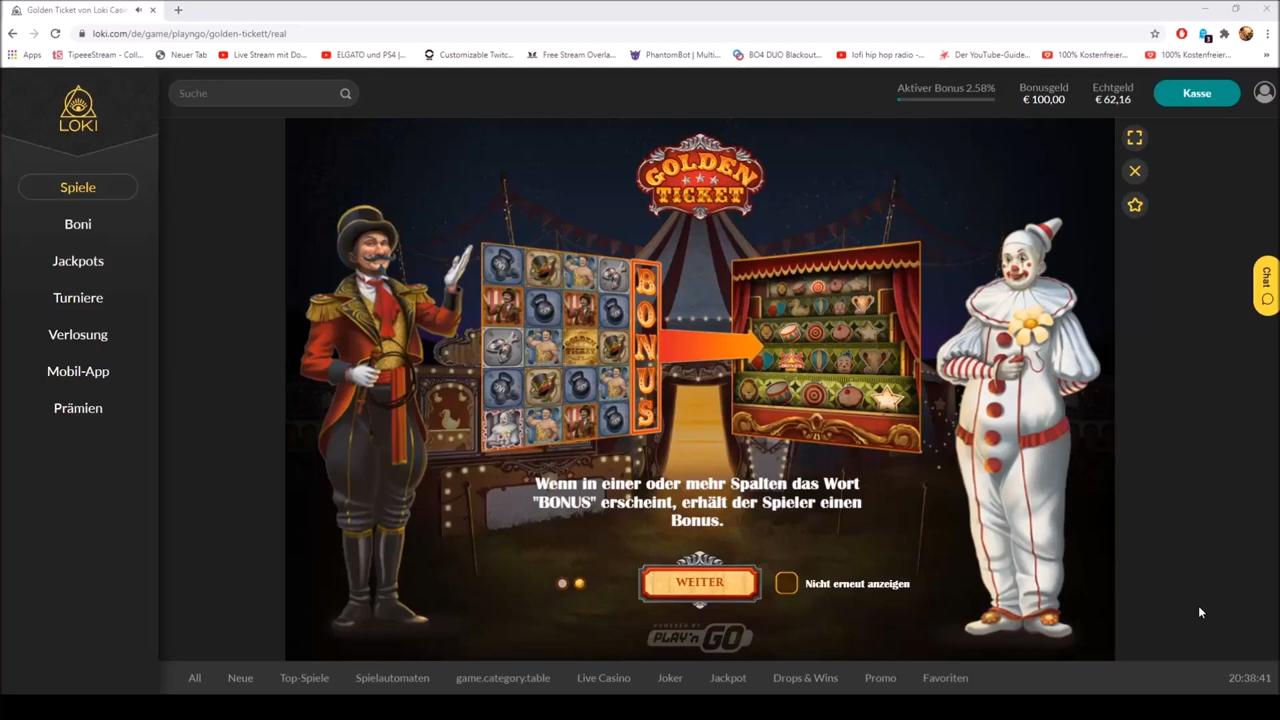 Golden Ticket von Loki Casi
loki.com/de/game/playngo/golden-tickett/real
Apps
TipeeeStream - Coll...
Neuer Tab
Live Stream mit Do...
ELGATO und PS4 |...
Customizable Twitc...
Free Stream Overla...
PhantomBot | Multi...
BO4 DUO Blackout...
lofi hip hop radio -...
Der YouTube-Guide...
100% Kostenfreier...
100% Kostenfreier...
LOKI
Suche
Aktiver Bonus 2.58%
Bonusgeld
€ 100,00
Echtgeld
€ 62,16
Kasse
Spiele
Boni
Jackpots
Turniere
Verlosung
Mobil-App
Prämien
GOLDEN
TICKET
BONUS
GOLDEN
TICKET
Chat
Wenn in einer oder mehr Spalten das Wort
"BONUS" erscheint, erhält der Spieler einen
Bonus.
WEITER
Nicht erneut anzeigen
POWERED BY
PLAY'n GO
All
Neue
Top-Spiele
Spielautomaten
game.category.table
Live Casino
Joker
Jackpot
Drops & Wins
Promo
Favoriten
20:38:41